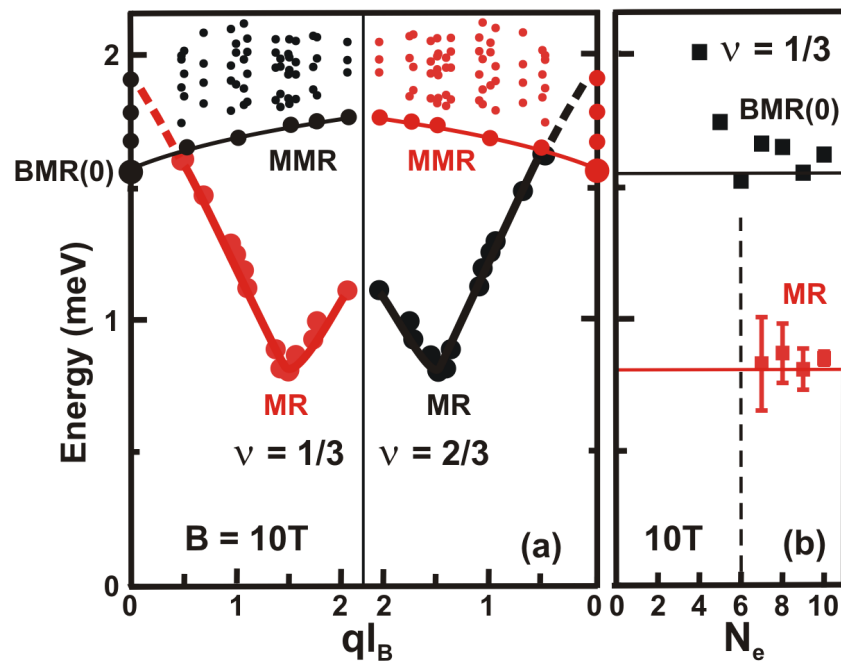 2
ν = 1/3
BMR(0)
MMR
MMR
BMR(0)
Energy (meV)
1
MR
MR
MR
ν = 1/3
ν = 2/3
B = 10T
(a)
10T
(b)
0
0 1 2 2 1 0
0 2 4 6 8 10
qlB
Ne